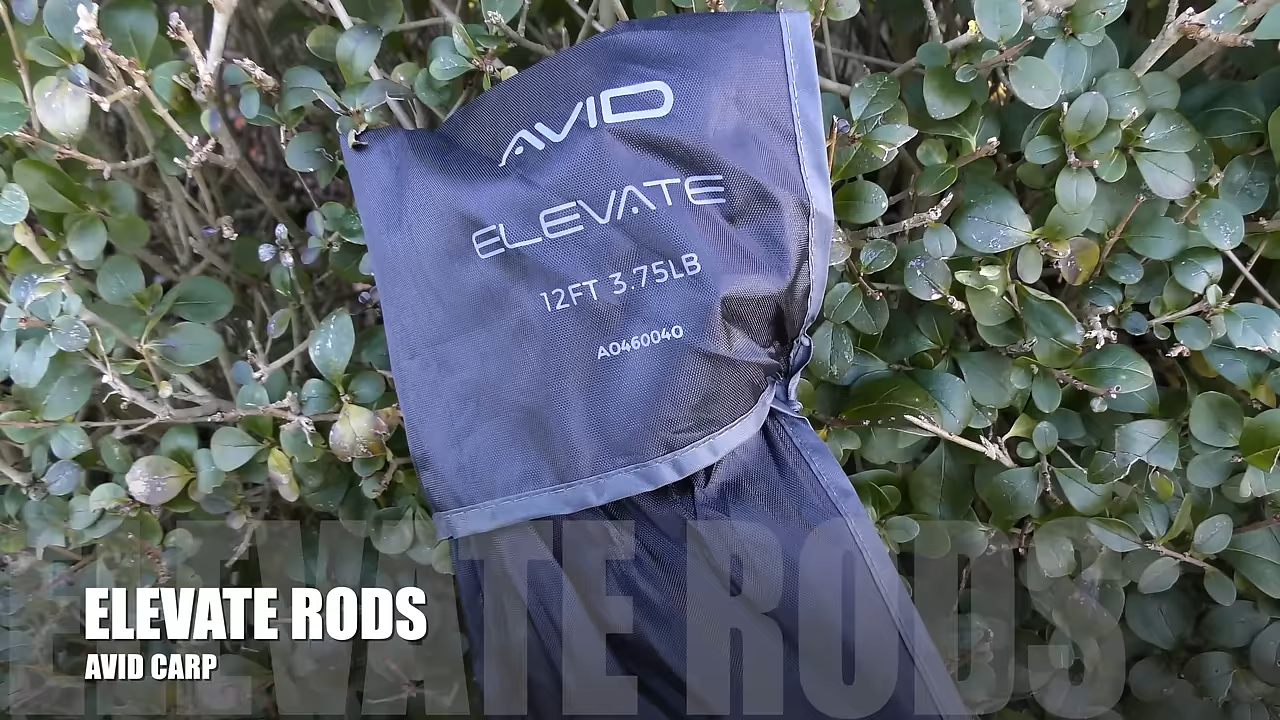 AVID
ELEVATE
12FT 3.75LB
A0460040
ELEVATE RODS
ELEVATE RODS
AVID CARP